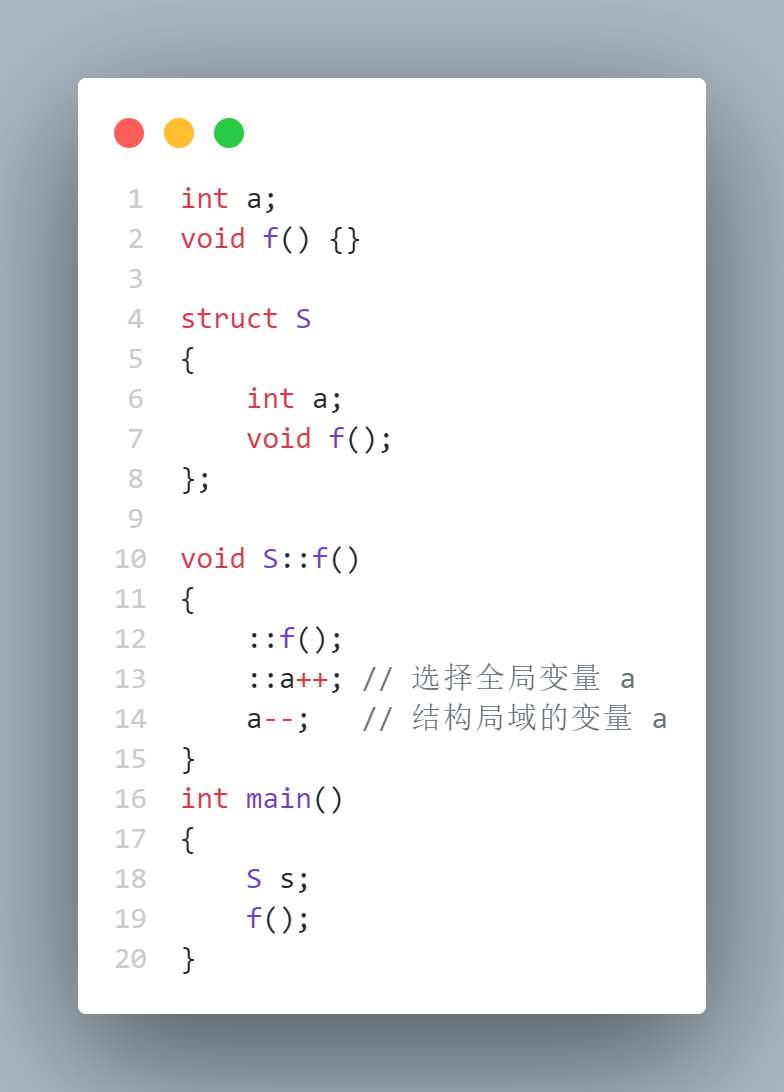 1 int a;
2 void f() {}
3
4 struct S
5 {
6     int a;
7     void f();
8 };
9
10 void S::f()
11 {
12     ::f();
13     ::a++; // 选择全局变量 a
14     a--;   // 结构局域的变量 a
15 }
16 int main()
17 {
18     S s;
19     f();
20 }